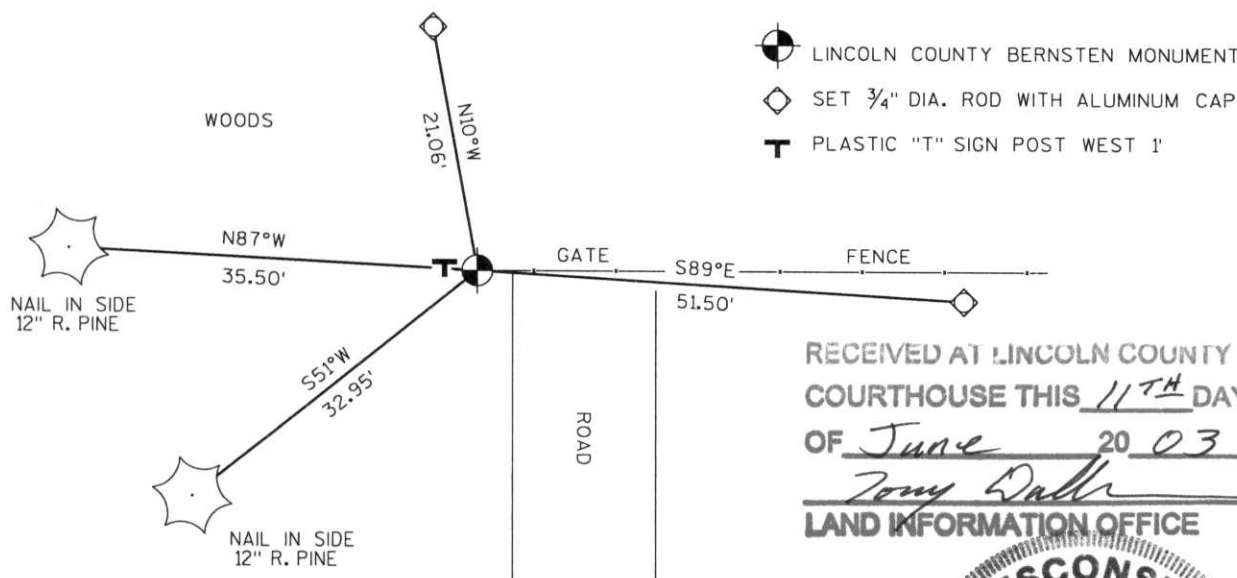 LINCOLN COUNTY BERNSTEN MONUMENT
SET 3/4" DIA. ROD WITH ALUMINUM CAP
PLASTIC "T" SIGN POST WEST 1'
WOODS
N10°W
21.06'
N87°W
35.50'
GATE
S89°E
FENCE
51.50'
NAIL IN SIDE
12" R. PINE
S51°W
32.95'
ROAD
NAIL IN SIDE
12" R. PINE
RECEIVED AT LINCOLN COUNTY
COURTHOUSE THIS 11TH DAY
OF June 20 03
Tony
LAND INFORMATION OFFICE
SCONS